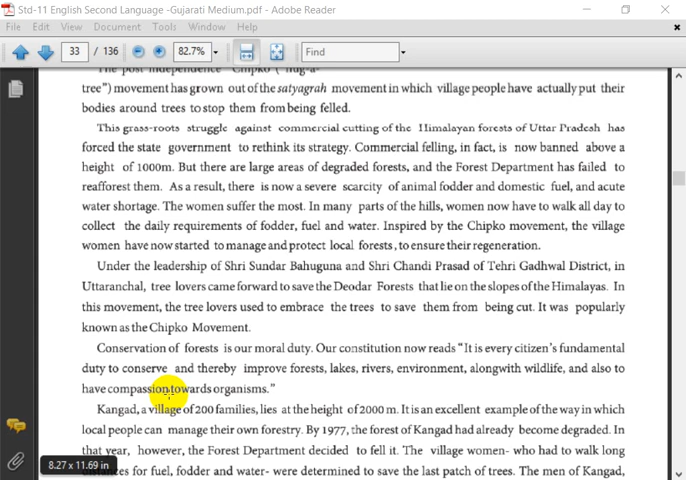 Std-11 English Second Language -Gujarati Medium.pdf - Adobe Reader
File Edit View Document Tools Window Help
33 / 136 82.7% Find
The post independence Chipko ("hug-a-
tree") movement has grown out of the satyagrah movement in which village people have actually put their
bodies around trees to stop them from being felled.
This grass-roots struggle against commercial cutting of the Himalayan forests of Uttar Pradesh has
forced the state government to rethink its strategy. Commercial felling, in fact, is now banned above a
height of 1000m. But there are large areas of degraded forests, and the Forest Department has failed to
reafforest them. As a result, there is now a severe scarcity of animal fodder and domestic fuel, and acute
water shortage. The women suffer the most. In many parts of the hills, women now have to walk all day to
collect the daily requirements of fodder, fuel and water. Inspired by the Chipko movement, the village
women have now started to manage and protect local forests, to ensure their regeneration.
Under the leadership of Shri Sundar Bahuguna and Shri Chandi Prasad of Tehri Gadhwal District, in
Uttaranchal, tree lovers came forward to save the Deodar Forests that lie on the slopes of the Himalayas. In
this movement, the tree lovers used to embrace the trees to save them from being cut. It was popularly
known as the Chipko Movement.
Conservation of forests is our moral duty. Our constitution now reads "It is every citizen's fundamental
duty to conserve and thereby improve forests, lakes, rivers, environment, alongwith wildlife, and also to
have compassion towards organisms."
Kangad, a village of 200 families, lies at the height of 2000 m. It is an excellent example of the way in which
local people can manage their own forestry. By 1977, the forest of Kangad had already become degraded. In
that year, however, the Forest Department decided to fell it. The village women- who had to walk long
distances for fuel, fodder and water- were determined to save the last patch of trees. The men of Kangad,
8.27 x 11.69 in